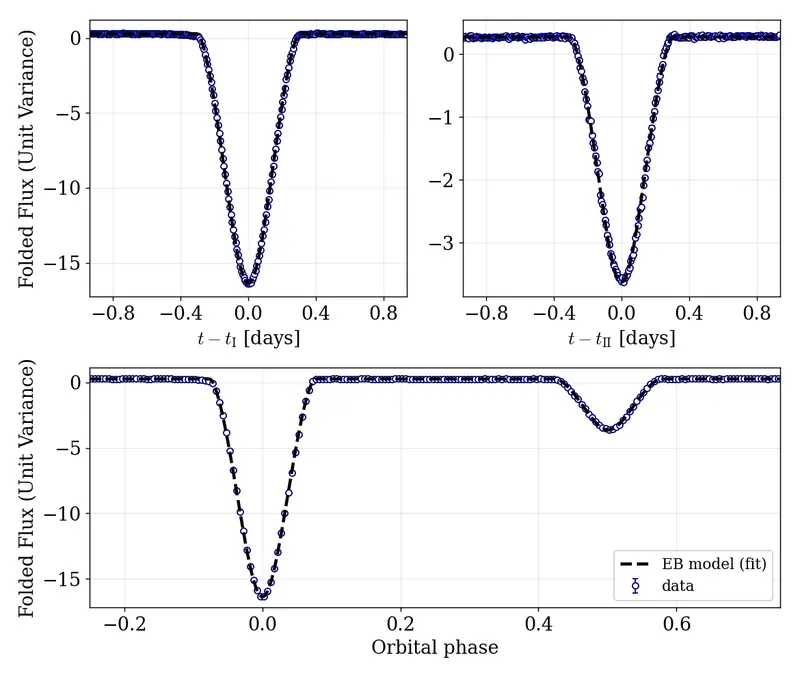 Folded Flux (Unit Variance)
0
−5
−10
−15
−0.8 −0.4 0.0 0.4 0.8
t − t_I [days]
0
−1
−2
−3
−0.8 −0.4 0.0 0.4 0.8
t − t_II [days]
Folded Flux (Unit Variance)
0
−5
−10
−15
EB model (fit)
data
−0.2 0.0 0.2 0.4 0.6
Orbital phase